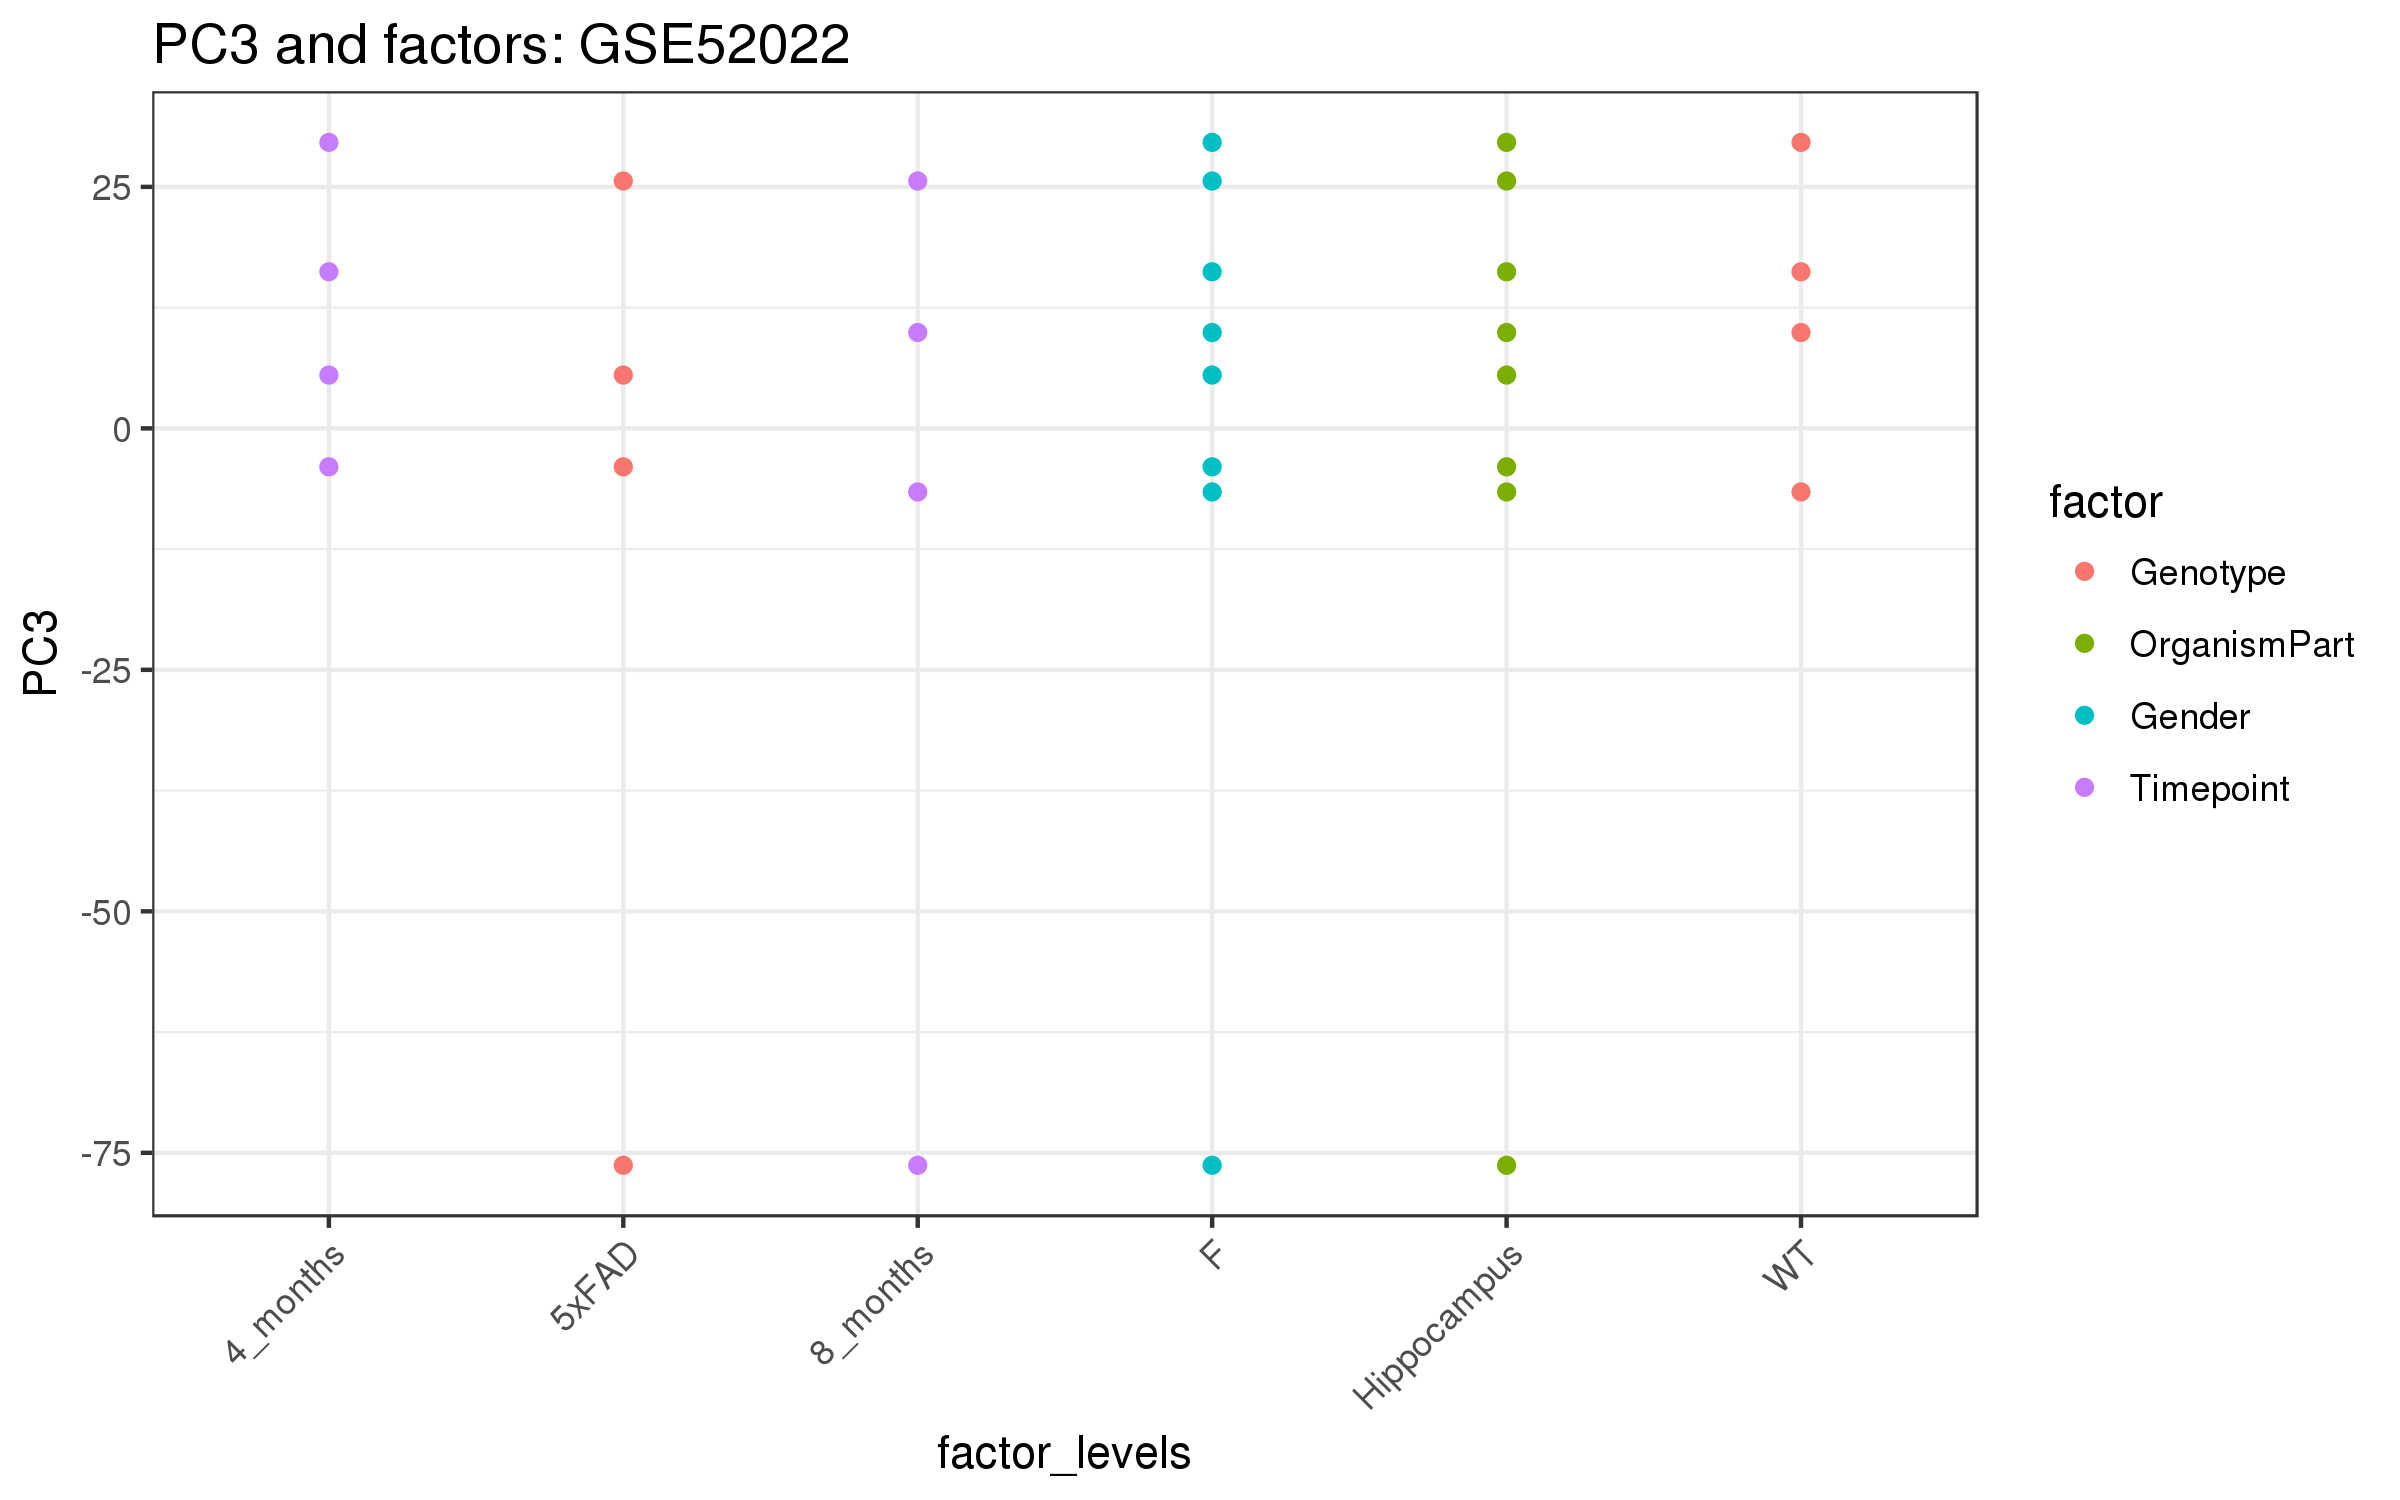 PC3 and factors: GSE52022
25
0
-25
-50
-75
PC3
4_months
5xFAD
8_months
F
Hippocampus
WT
factor_levels
factor
Genotype
OrganismPart
Gender
Timepoint